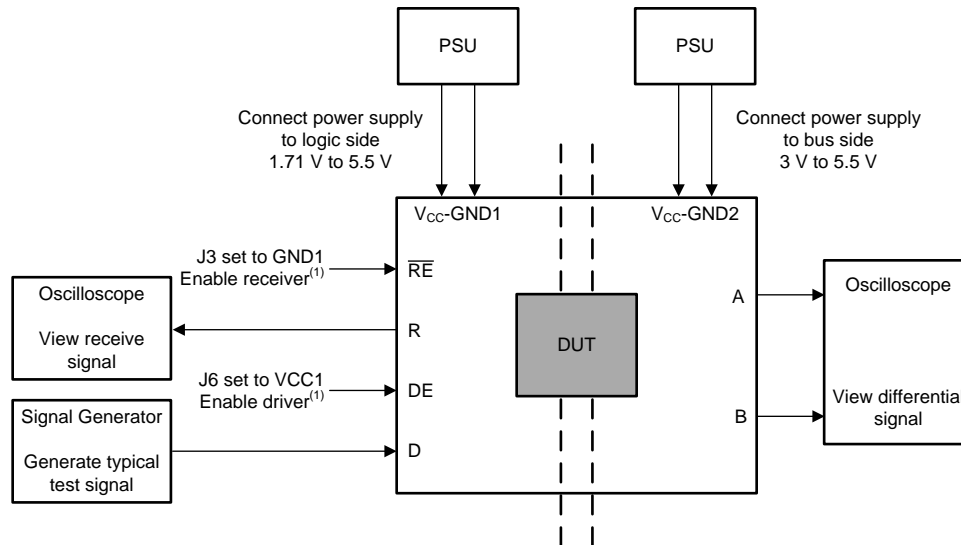 PSU
PSU
Connect power supply
to logic side
1.71 V to 5.5 V
Connect power supply
to bus side
3 V to 5.5 V
VCC-GND1
VCC-GND2
J3 set to GND1
Enable receiver(1)
RE
Oscilloscope
View receive
signal
R
J6 set to VCC1
Enable driver(1)
DE
Signal Generator
Generate typical
test signal
D
DUT
A
B
Oscilloscope
View differential
signal